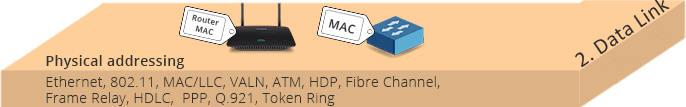 Router
MAC
MAC
2. Data Link
Physical addressing
Ethernet, 802.11, MAC/LLC, VALN, ATM, HDP, Fibre Channel,
Frame Relay, HDLC, PPP, Q.921, Token Ring